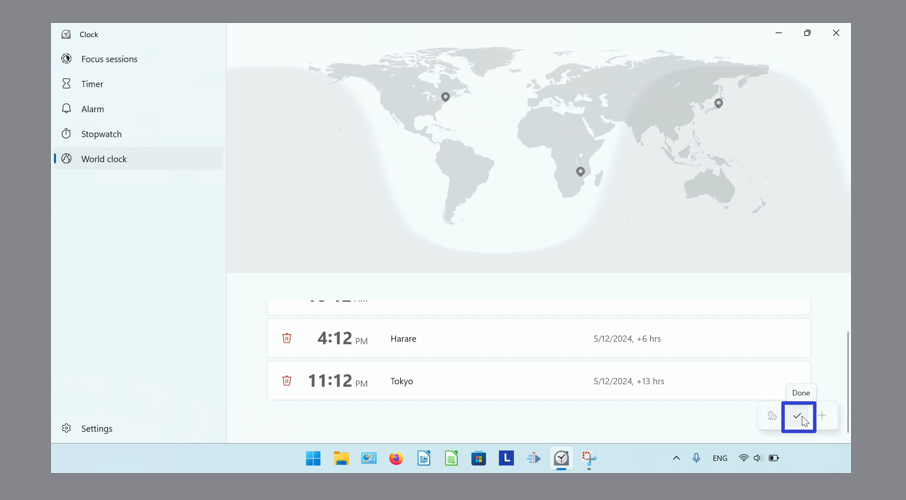 Clock
Focus sessions
Timer
Alarm
Stopwatch
World clock
4:12 PM Harare 5/12/2024, +6 hrs
11:12 PM Tokyo 5/12/2024, +13 hrs
Done
Settings
L
ENG